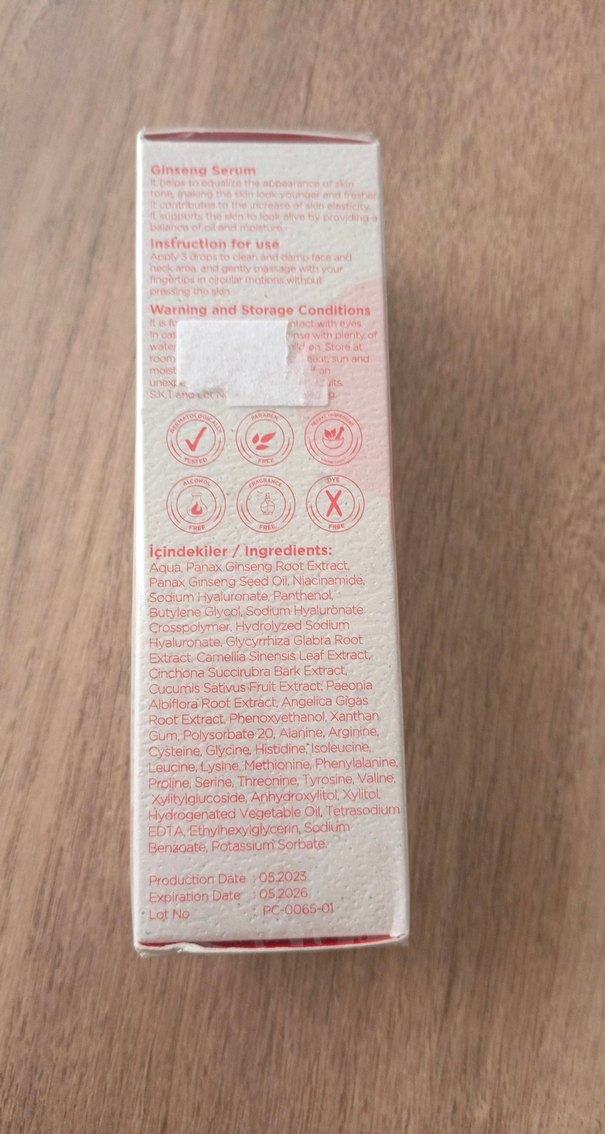 Ginseng Serum
It helps to equalize the appearance of skin
tone, making the skin look younger and fresher.
It contributes to the increase of skin elasticity.
It supports the skin to look alive by providing a
balance of oil and moisture.
Instruction for use
Apply 3 drops to clean and damp face and
neck area, and gently massage with your
fingertips in circular motions without
pressing the skin.
Warning and Storage Conditions
It is with eyes
In with plenty of
Store at
room sun and
S.K.T and Lot
DERMATOLOGICALLY TESTED
PARABEN FREE
ALCOHOL FREE
FRAGRANCE FREE
DYE FREE
İçindekiler / Ingredients:
Aqua, Panax Ginseng Root Extract,
Panax Ginseng Seed Oil, Niacinamide,
Sodium Hyaluronate, Panthenol,
Butylene Glycol, Sodium Hyaluronate
Crosspolymer, Hydrolyzed Sodium
Hyaluronate, Glycyrrhiza Glabra Root
Extract, Camellia Sinensis Leaf Extract,
Cinchona Succirubra Bark Extract,
Cucumis Sativus Fruit Extract, Paeonia
Albiflora Root Extract, Angelica Gigas
Root Extract, Phenoxyethanol, Xanthan
Gum, Polysorbate 20, Alanine, Arginine,
Cysteine, Glycine, Histidine, Isoleucine,
Leucine, Lysine, Methionine, Phenylalanine,
Proline, Serine, Threonine, Tyrosine, Valine,
Xylitylglucoside, Anhydroxylitol, Xylitol,
Hydrogenated Vegetable Oil, Tetrasodium
EDTA, Ethylhexylglycerin, Sodium
Benzoate, Potassium Sorbate.
Production Date : 05.2023
Expiration Date : 05.2026
Lot No : PC-0065-01